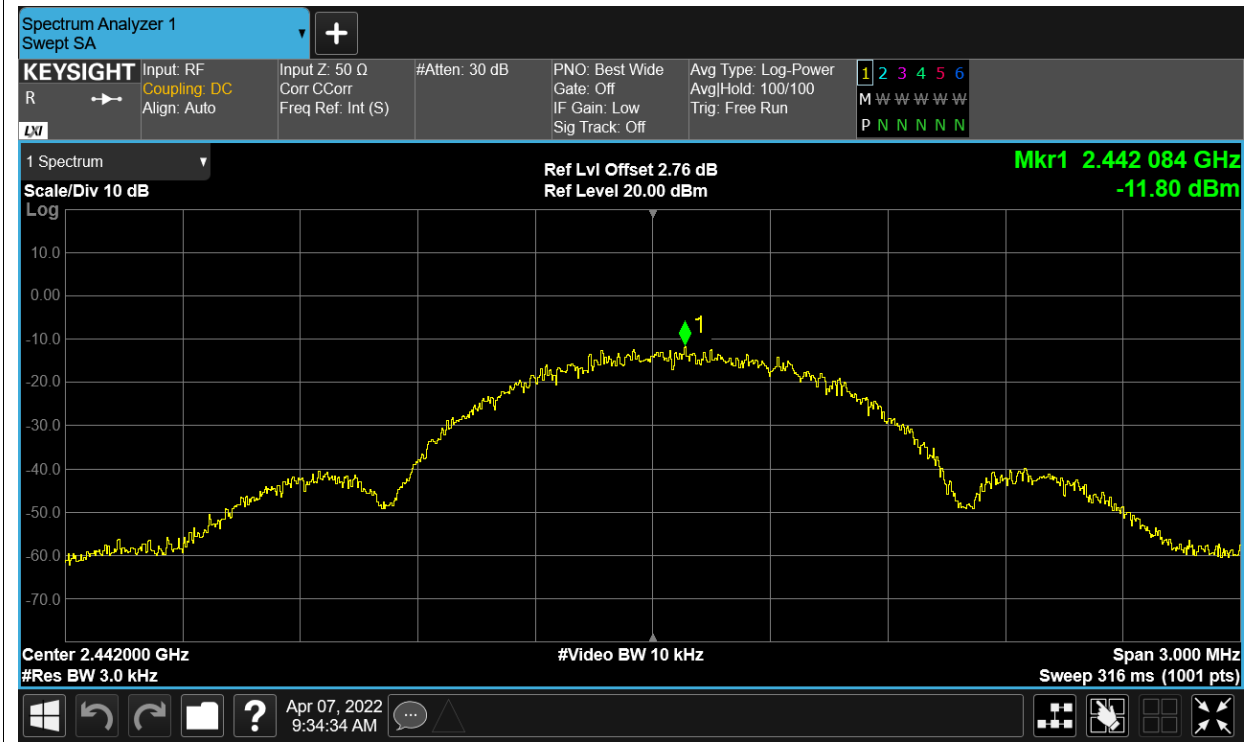 Spectrum Analyzer 1
Swept SA
+
KEYSIGHT
R
LXI
Input: RF
Coupling: DC
Align: Auto
Input Z: 50 Ω
Corr CCorr
Freq Ref: Int (S)
#Atten: 30 dB
PNO: Best Wide
Gate: Off
IF Gain: Low
Sig Track: Off
Avg Type: Log-Power
Avg|Hold: 100/100
Trig: Free Run
1 2 3 4 5 6
M W W W W W
P N N N N N
1 Spectrum
Scale/Div 10 dB
Log
Ref Lvl Offset 2.76 dB
Ref Level 20.00 dBm
Mkr1 2.442 084 GHz
-11.80 dBm
10.0
0.00
-10.0
-20.0
-30.0
-40.0
-50.0
-60.0
-70.0
1
Center 2.442000 GHz
#Res BW 3.0 kHz
#Video BW 10 kHz
Span 3.000 MHz
Sweep 316 ms (1001 pts)
?
Apr 07, 2022
9:34:34 AM